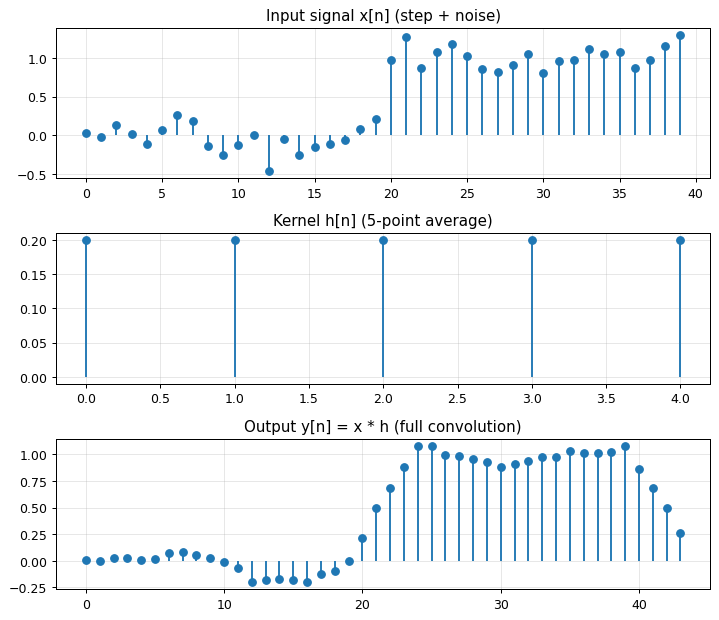 Input signal x[n] (step + noise)
1.0
0.5
0.0
−0.5
0 5 10 15 20 25 30 35 40
Kernel h[n] (5-point average)
0.20
0.15
0.10
0.05
0.00
0.0 0.5 1.0 1.5 2.0 2.5 3.0 3.5 4.0
Output y[n] = x * h (full convolution)
1.00
0.75
0.50
0.25
0.00
−0.25
0 10 20 30 40